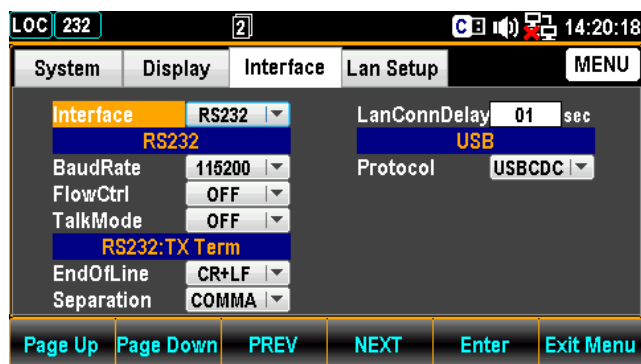 LOC 232 2 C 14:20:18
System Display Interface Lan Setup MENU
Interface RS232 LanConnDelay 01 sec
RS232 USB
BaudRate 115200 Protocol USBCDC
FlowCtrl OFF
TalkMode OFF
RS232:TX Term
EndOfLine CR+LF
Separation COMMA
Page Up Page Down PREV NEXT Enter Exit Menu